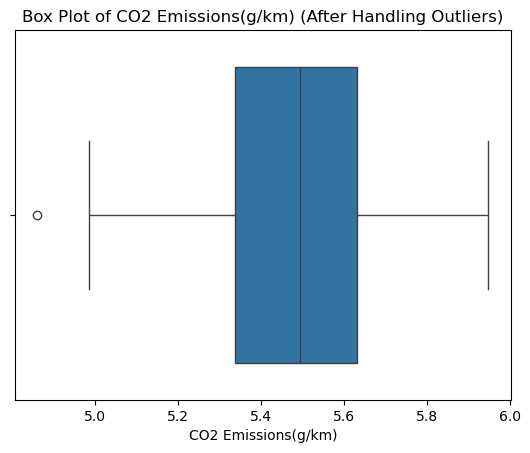 Box Plot of CO2 Emissions(g/km) (After Handling Outliers)
5.0 5.2 5.4 5.6 5.8 6.0
CO2 Emissions(g/km)